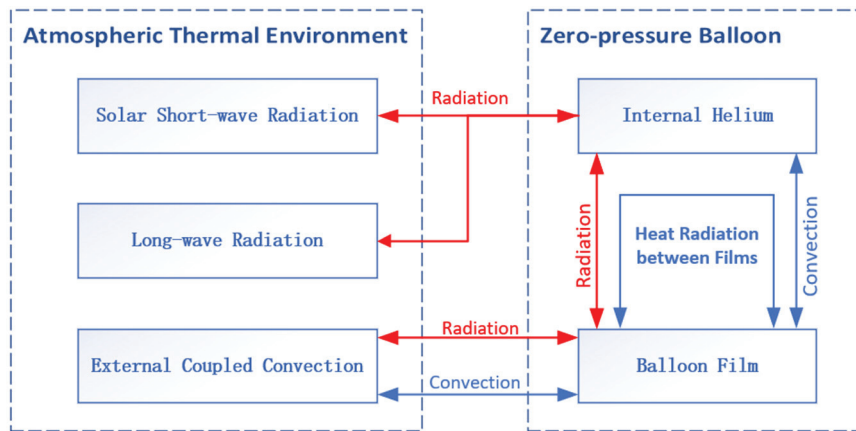 Atmospheric Thermal Environment
Zero-pressure Balloon
Solar Short-wave Radiation
Radiation
Internal Helium
Long-wave Radiation
Radiation
Heat Radiation
between Films
Convection
External Coupled Convection
Radiation
Convection
Balloon Film